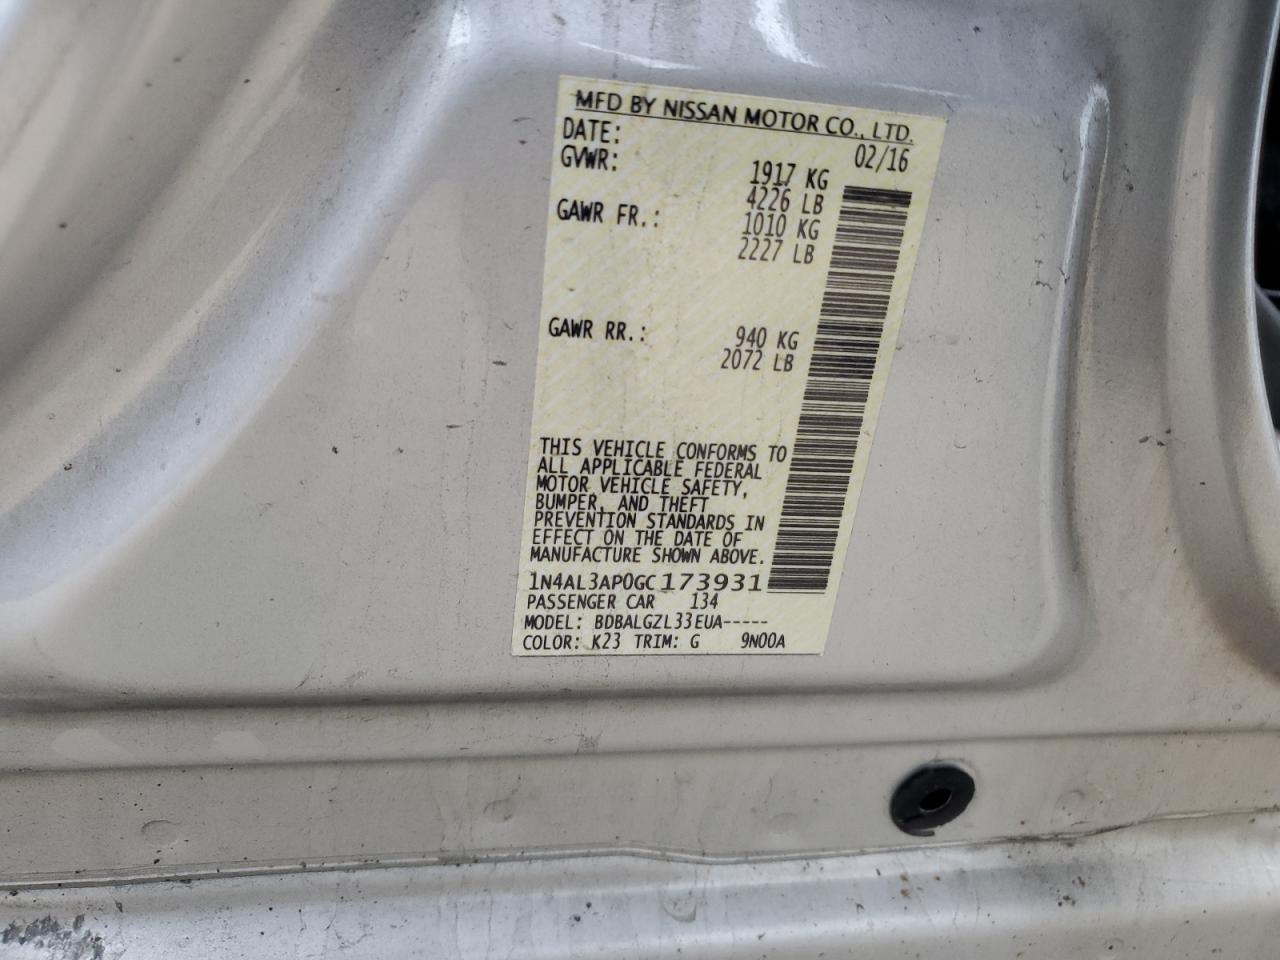 MFD BY NISSAN MOTOR CO., LTD.
DATE: 02/16
GVWR: 1917 KG
4226 LB
GAWR FR.: 1010 KG
2227 LB
GAWR RR.: 940 KG
2072 LB
THIS VEHICLE CONFORMS TO
ALL APPLICABLE FEDERAL
MOTOR VEHICLE SAFETY,
BUMPER, AND THEFT
PREVENTION STANDARDS IN
EFFECT ON THE DATE OF
MANUFACTURE SHOWN ABOVE.
1N4AL3AP0GC173931
PASSENGER CAR 134
MODEL: BDBALGZL33EUA-----
COLOR: K23 TRIM: G 9N00A